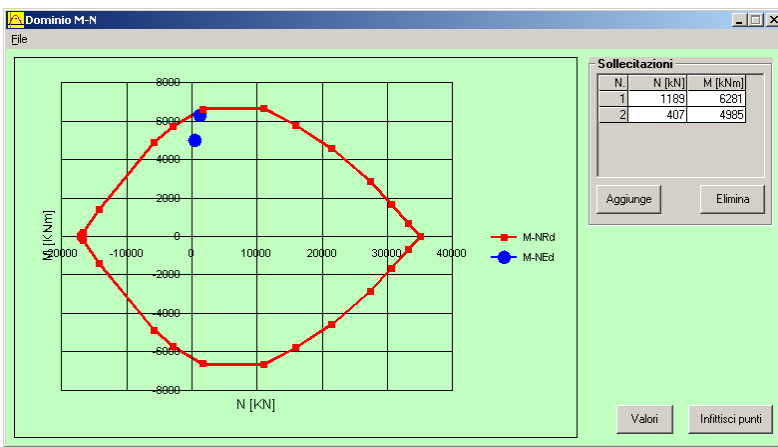 Dominio M-N
File
8000
6000
4000
2000
0
-2000
-4000
-6000
-8000
-20000 -10000 0 10000 20000 30000 40000
M [KNm]
N [KN]
M-NRd
M-NEd
Sollecitazioni
N. N [kN] M [kNm]
1 1189 6281
2 407 4985
Aggiunge Elimina
Valori Infittisci punti